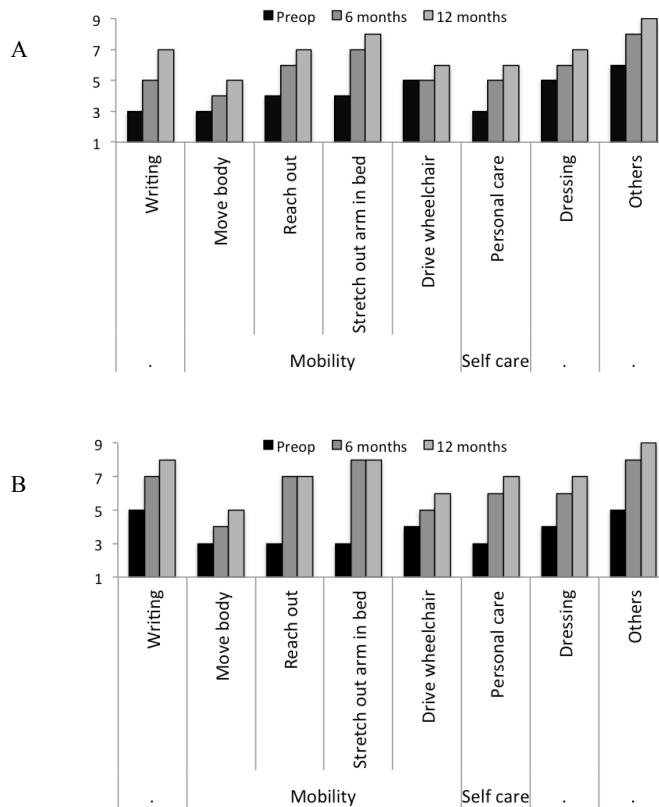 A
Preop 6 months 12 months
9
7
5
3
1
Writing
Move body
Reach out
Stretch out arm in bed
Drive wheelchair
Personal care
Dressing
Others
. Mobility Self care . .
B
Preop 6 months 12 months
9
7
5
3
1
Writing
Move body
Reach out
Stretch out arm in bed
Drive wheelchair
Personal care
Dressing
Others
. Mobility Self care . .